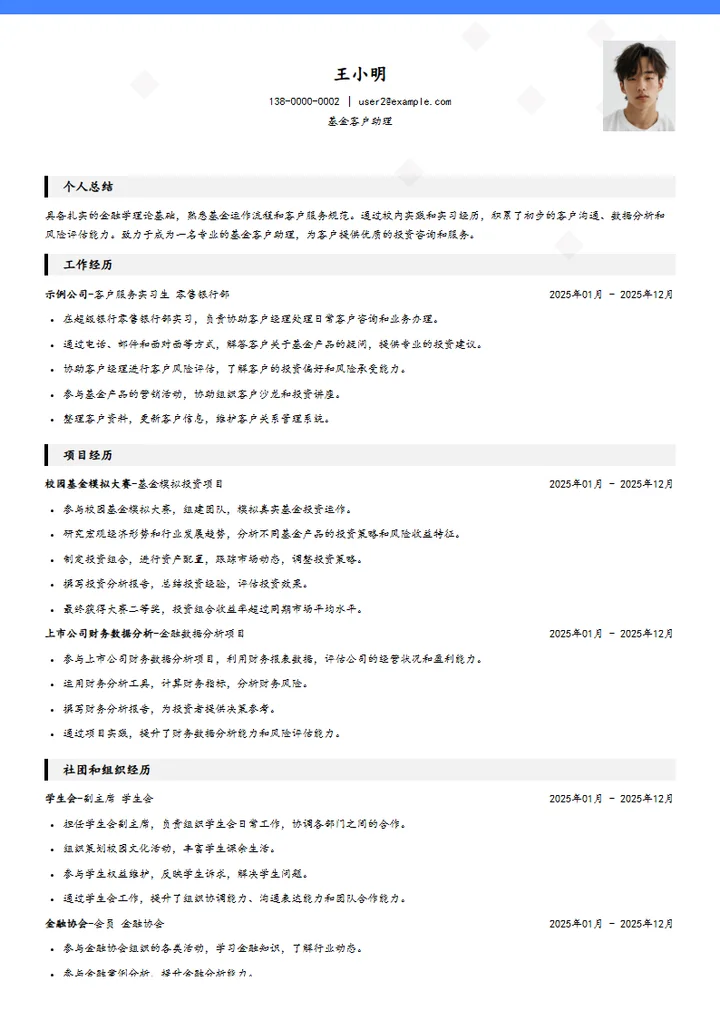 王小明
138-0000-0002 | user2@example.com
基金客户助理
个人总结
具备扎实的金融学理论基础，熟悉基金运作流程和客户服务规范。通过校内实践和实习经历，积累了初步的客户沟通、数据分析和
风险评估能力。致力于成为一名专业的基金客户助理，为客户提供优质的投资咨询和服务。
工作经历
示例公司-客户服务实习生 零售银行部 2025年01月 - 2025年12月
• 在超级银行零售银行部实习，负责协助客户经理处理日常客户咨询和业务办理。
• 通过电话、邮件和面对面等方式，解答客户关于基金产品的疑问，提供专业的投资建议。
• 协助客户经理进行客户风险评估，了解客户的投资偏好和风险承受能力。
• 参与基金产品的营销活动，协助组织客户沙龙和投资讲座。
• 整理客户资料，更新客户信息，维护客户关系管理系统。
项目经历
校园基金模拟大赛-基金模拟投资项目 2025年01月 - 2025年12月
• 参与校园基金模拟大赛，组建团队，模拟真实基金投资运作。
• 研究宏观经济形势和行业发展趋势，分析不同基金产品的投资策略和风险收益特征。
• 制定投资组合，进行资产配置，跟踪市场动态，调整投资策略。
• 撰写投资分析报告，总结投资经验，评估投资效果。
• 最终获得大赛二等奖，投资组合收益率超过同期市场平均水平。
上市公司财务数据分析-金融数据分析项目 2025年01月 - 2025年12月
• 参与上市公司财务数据分析项目，利用财务报表数据，评估公司的经营状况和盈利能力。
• 运用财务分析工具，计算财务指标，分析财务风险。
• 撰写财务分析报告，为投资者提供决策参考。
• 通过项目实践，提升了财务数据分析能力和风险评估能力。
社团和组织经历
学生会-副主席 学生会 2025年01月 - 2025年12月
• 担任学生会副主席，负责组织学生会日常工作，协调各部门之间的合作。
• 组织策划校园文化活动，丰富学生课余生活。
• 参与学生权益维护，反映学生诉求，解决学生问题。
• 通过学生会工作，提升了组织协调能力、沟通表达能力和团队合作能力。
金融协会-会员 金融协会 2025年01月 - 2025年12月
• 参与金融协会组织的各类活动，学习金融知识，了解行业动态。
• 参与金融案例分析，提升金融分析能力。